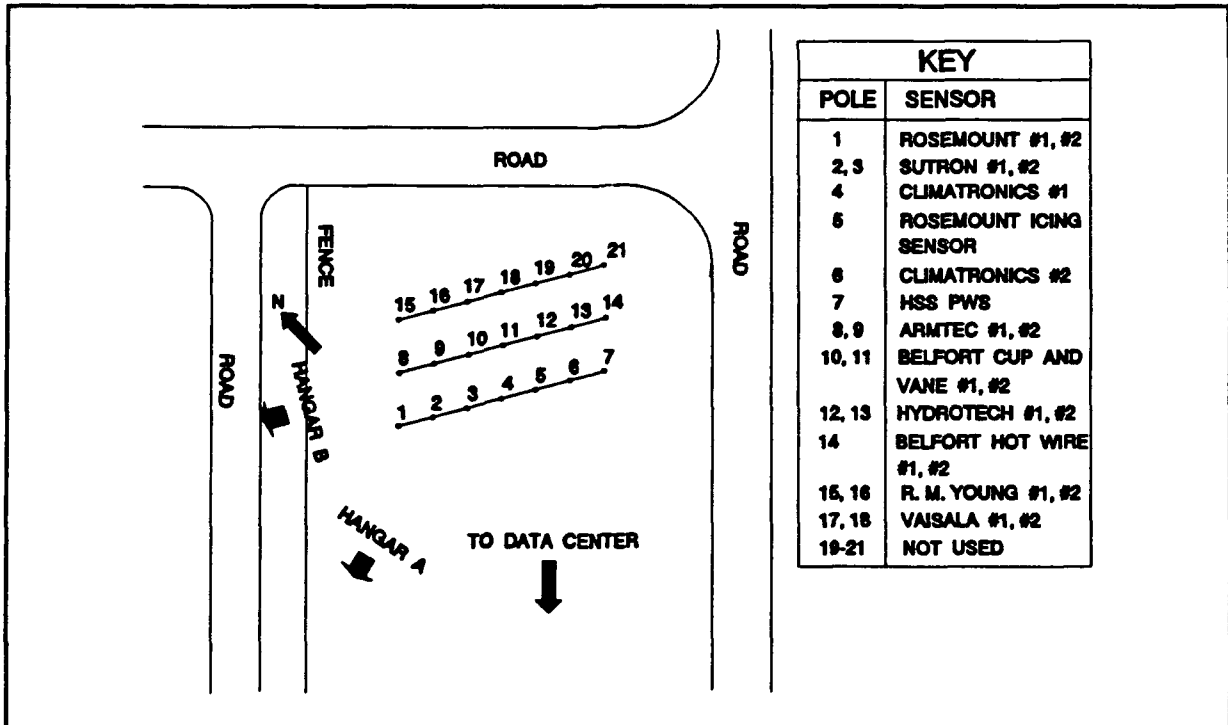 ROAD
ROAD
ROAD
FENCE
N
HANGAR B
HANGAR A
TO DATA CENTER
15 16 17 18 19 20 21
8 9 10 11 12 13 14
1 2 3 4 5 6 7
KEY
POLE SENSOR
1 ROSEMOUNT #1, #2
2, 3 SUTRON #1, #2
4 CLIMATRONICS #1
5 ROSEMOUNT ICING
SENSOR
6 CLIMATRONICS #2
7 HSS PWS
8, 9 ARMTEC #1, #2
10, 11 BELFORT CUP AND
VANE #1, #2
12, 13 HYDROTECH #1, #2
14 BELFORT HOT WIRE
#1, #2
15, 16 R. M. YOUNG #1, #2
17, 18 VAISALA #1, #2
19-21 NOT USED